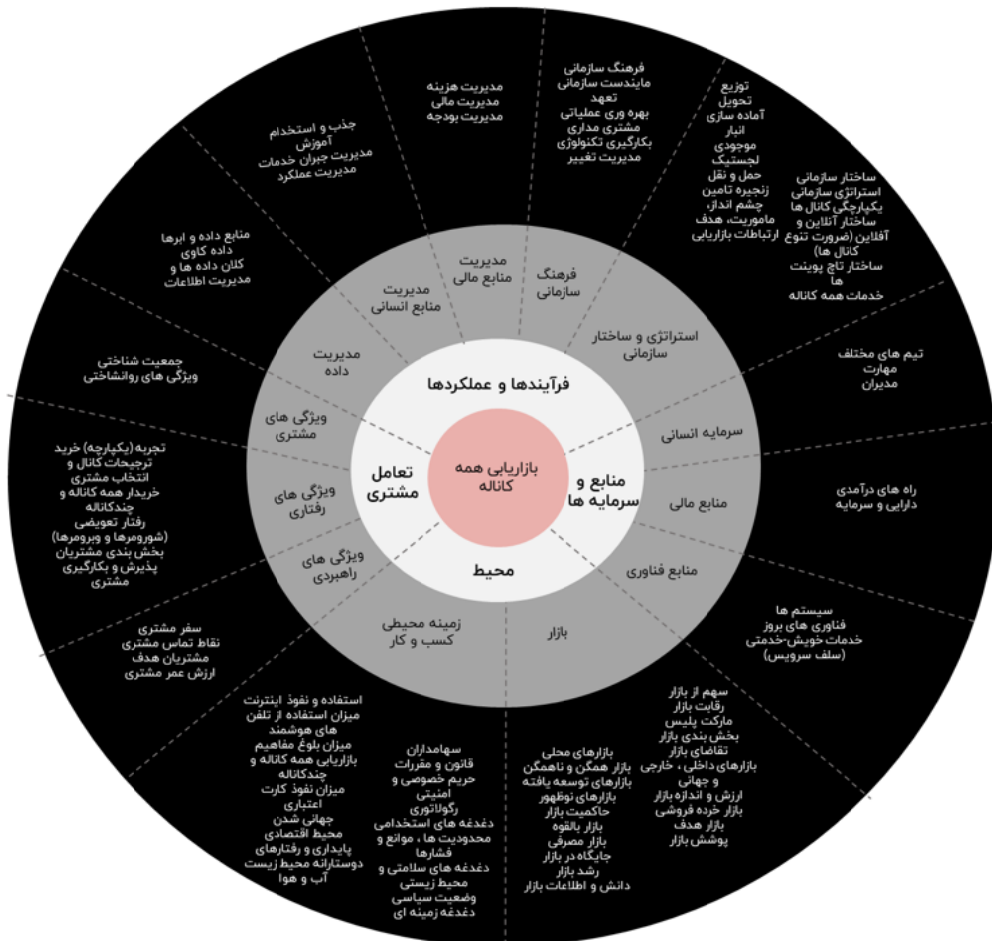 بازاریابی همه
کاناله
فرآیندها و عملکردها
منابع و
سرمایه ها
محیط
تعامل
مشتری
فرهنگ
سازمانی
استراتژی و ساختار
سازمانی
سرمایه انسانی
منابع مالی
منابع فناوری
بازار
زمینه محیطی
کسب و کار
ویژگی های
راهبردی
ویژگی های
رفتاری
ویژگی های
مشتری
مدیریت
داده
مدیریت
منابع انسانی
مدیریت
منابع مالی
فرهنگ سازمانی
مایندست سازمانی
تعهد
بهره وری عملیاتی
مشتری مداری
بکارگیری تکنولوژی
مدیریت تغییر
توزیع
تحویل
آماده سازی
انبار
موجودی
لجستیک
حمل و نقل
زنجیره تامین
چشم انداز،
ماموریت، هدف
ارتباطات بازاریابی
ساختار سازمانی
استراتژی سازمانی
یکپارچگی کانال ها
ساختار آنلاین و
آفلاین (ضرورت تنوع
کانال ها)
ساختار تاچ پوینت
ها
خدمات همه کاناله
تیم های مختلف
مهارت
مدیران
راه های درآمدی
دارایی و سرمایه
سیستم ها
فناوری های بروز
خدمات خویش-خدمتی
(سلف سرویس)
سهم از بازار
رقابت بازار
مارکت پلیس
بخش بندی بازار
تقاضای بازار
بازارهای داخلی ، خارجی
و جهانی
ارزش و اندازه بازار
بازار خرده فروشی
بازار هدف
پوشش بازار
بازارهای محلی
بازار همگن و ناهمگن
بازارهای توسعه یافته
بازارهای نوظهور
حاکمیت بازار
بازار بالقوه
بازار مصرفی
جایگاه در بازار
رشد بازار
دانش و اطلاعات بازار
سهامداران
قانون و مقررات
حریم خصوصی و
امنیتی
رگولاتوری
دغدغه های استخدامی
محدودیت ها ، موانع و
فشارها
دغدغه های سلامتی و
محیط زیستی
وضعیت سیاسی
دغدغه زمینه ای
استفاده و نفوذ اینترنت
میزان استفاده از تلفن
های هوشمند
میزان بلوغ مفاهیم
بازاریابی همه کاناله و
چندکاناله
میزان نفوذ کارت
اعتباری
جهانی شدن
محیط اقتصادی
پایداری و رفتارهای
دوستارانه محیط زیست
آب و هوا
سفر مشتری
نقاط تماس مشتری
مشتریان هدف
ارزش عمر مشتری
تجربه(یکپارچه) خرید
ترجیحات کانال و
انتخاب مشتری
خریدار همه کاناله و
چندکاناله
رفتار تعویضی
(شورومرها و وبرومرها)
بخش بندی مشتریان
پذیرش و بکارگیری
مشتری
جمعیت شناختی
ویژگی های روانشاختی
منابع داده و ابرها
داده کاوی
کلان داده ها و
مدیریت اطلاعات
جذب و استخدام
آموزش
مدیریت جبران خدمات
مدیریت عملکرد
مدیریت هزینه
مدیریت مالی
مدیریت بودجه